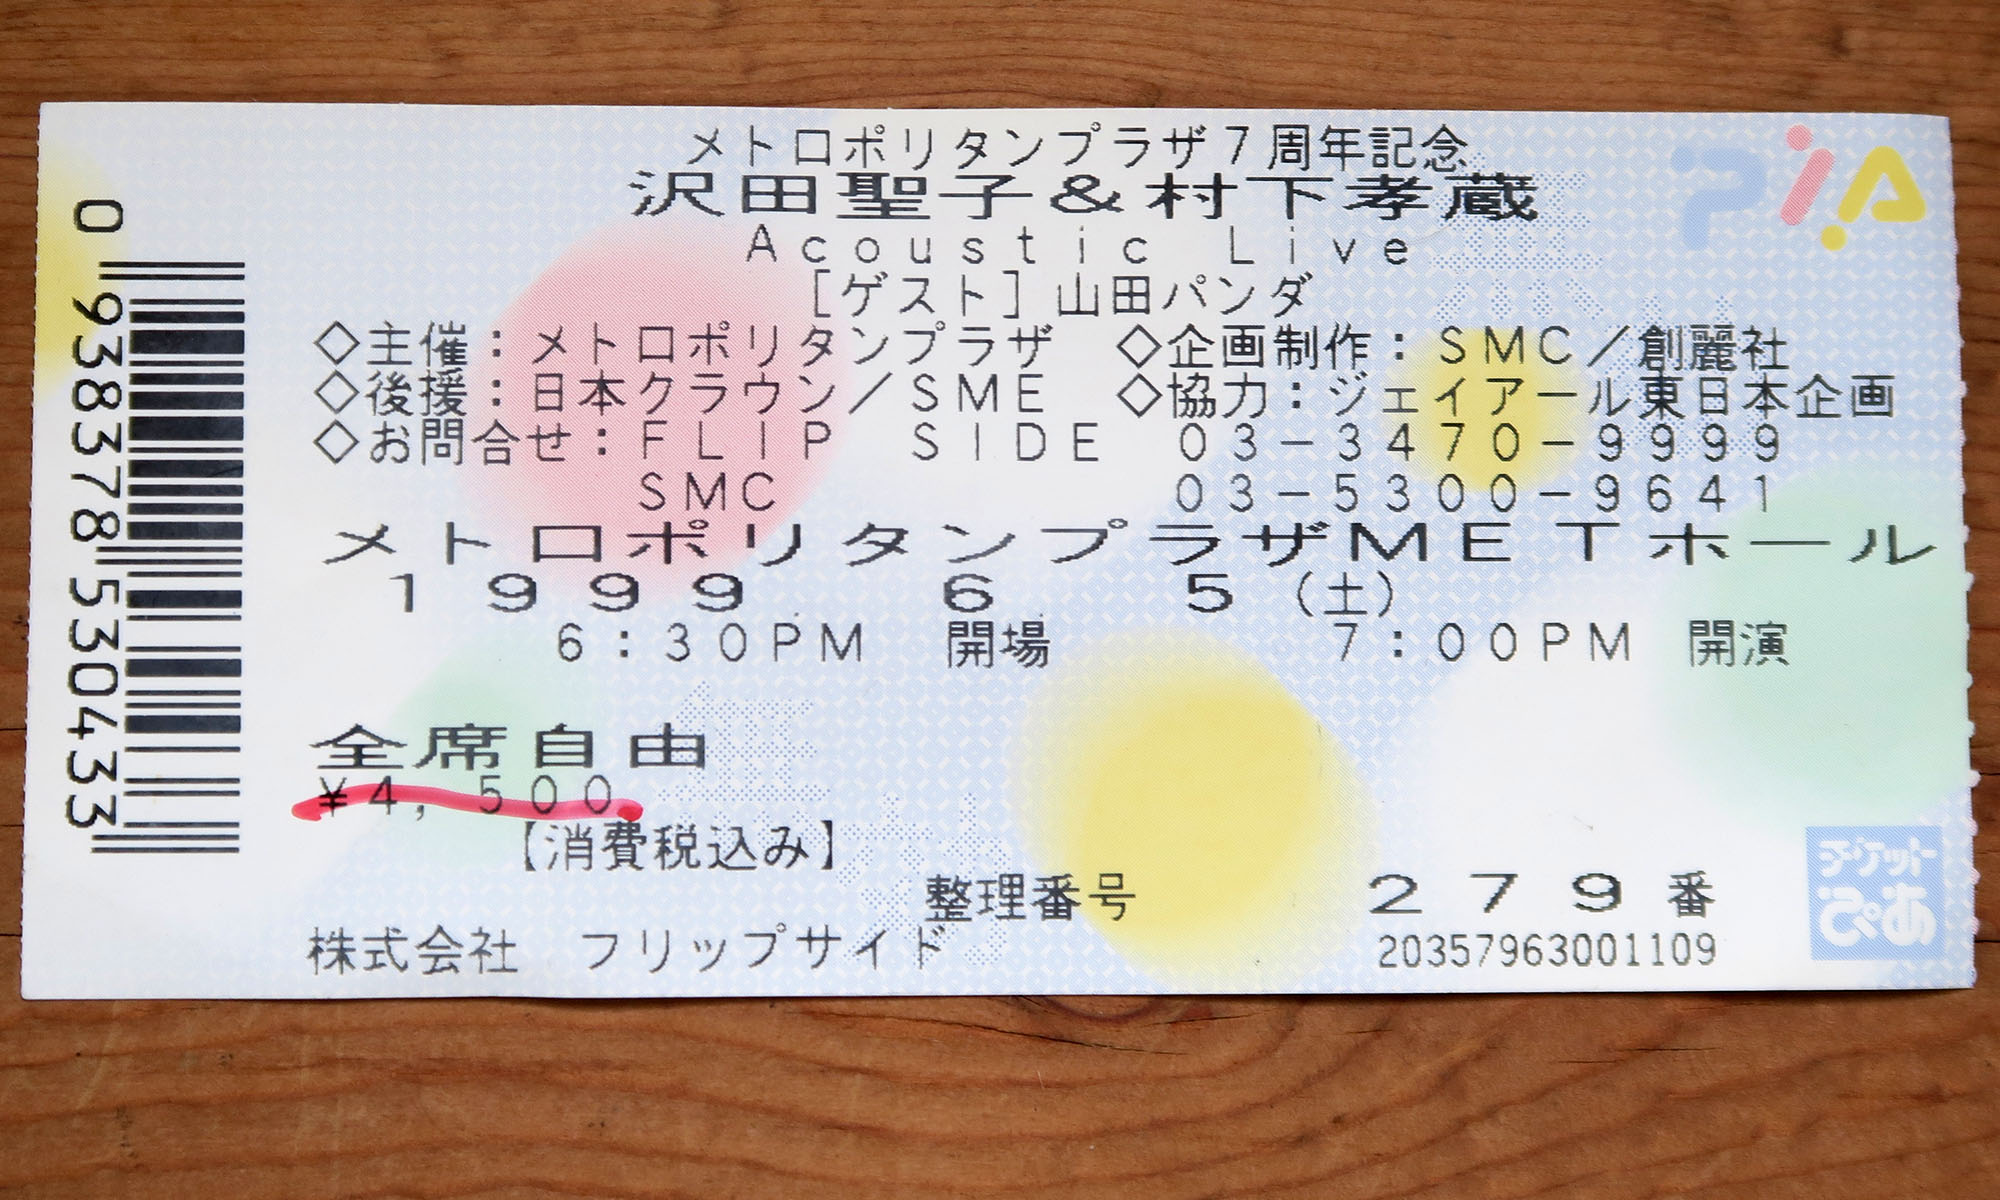 メトロポリタンプラザ7周年記念
沢田聖子&村下孝蔵
Acoustic Live
[ゲスト]山田パンダ
◇主催:メトロポリタンプラザ ◇企画制作:SMC/創麗社
◇後援:日本クラウン/SME ◇協力:ジェイアール東日本企画
◇お問合せ:FLIP SIDE 03-3470-9999
SMC 03-5300-9641
メトロポリタンプラザMETホール
1999. 6. 5(土)
6:30PM 開場 7:00PM 開演
全席自由
¥4,500
【消費税込み】
整理番号 279番
株式会社 フリップサイド 20357963001109
0 938378 530433
PIA
チケット
ぴあ